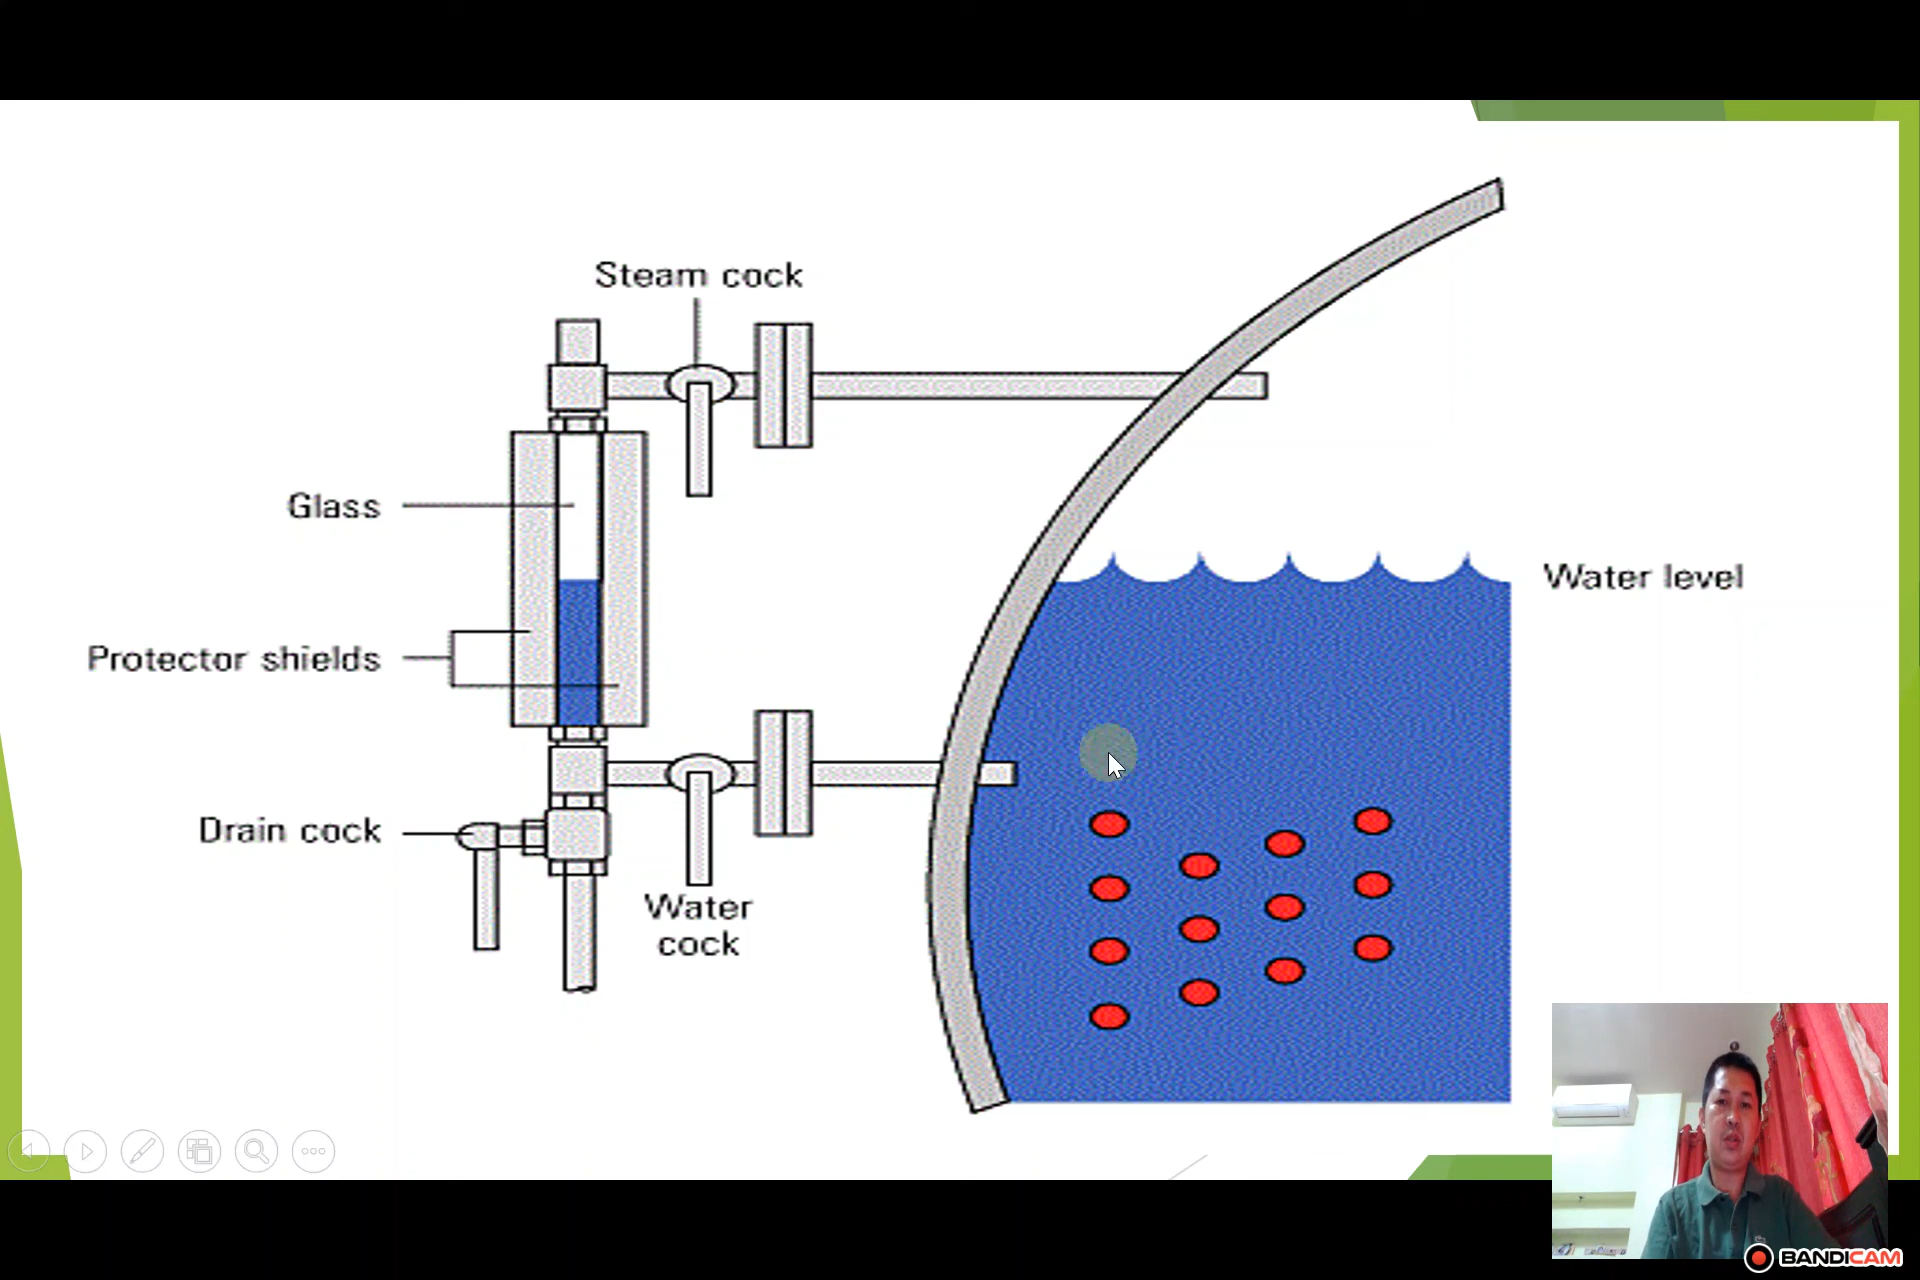 Steam cock
Glass
Water level
Protector shields
Drain cock
Water
cock
BANDICAM